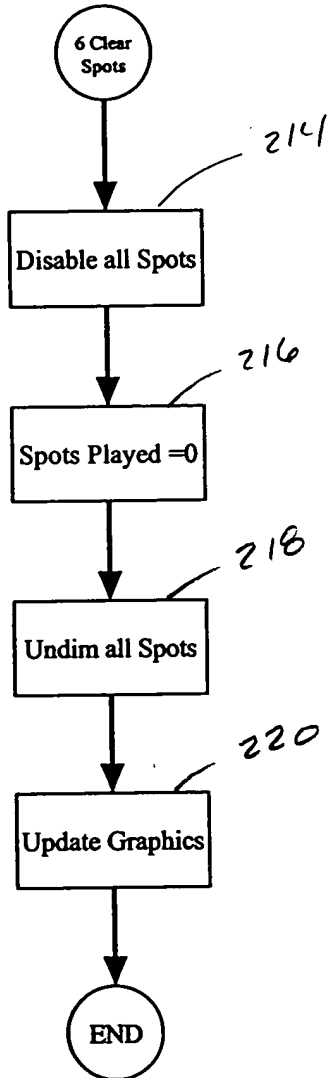 6 Clear
Spots
214
Disable all Spots
216
Spots Played =0
218
Undim all Spots
220
Update Graphics
END